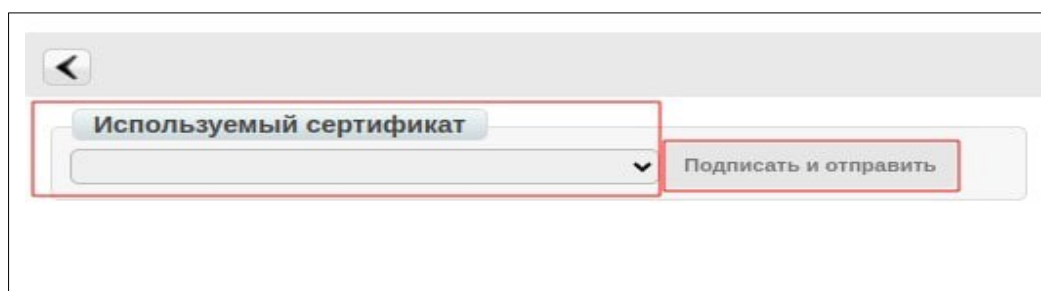 Используемый сертификат
Подписать и отправить